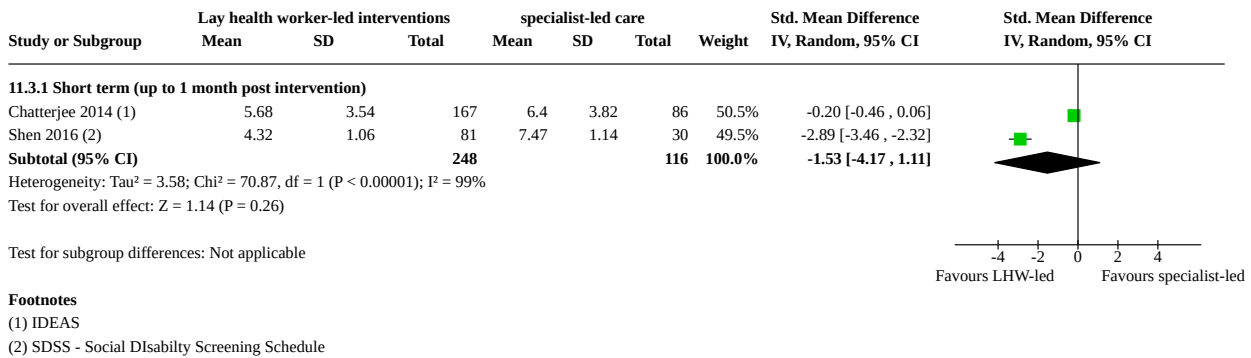 Lay health worker-led interventions specialist-led care Std. Mean Difference Std. Mean Difference
Study or Subgroup Mean SD Total Mean SD Total Weight IV, Random, 95% CI IV, Random, 95% CI
11.3.1 Short term (up to 1 month post intervention)
Chatterjee 2014 (1) 5.68 3.54 167 6.4 3.82 86 50.5% -0.20 [-0.46 , 0.06]
Shen 2016 (2) 4.32 1.06 81 7.47 1.14 30 49.5% -2.89 [-3.46 , -2.32]
Subtotal (95% CI) 248 116 100.0% -1.53 [-4.17 , 1.11]
Heterogeneity: Tau² = 3.58; Chi² = 70.87, df = 1 (P < 0.00001); I² = 99%
Test for overall effect: Z = 1.14 (P = 0.26)
Test for subgroup differences: Not applicable
-4 -2 0 2 4
Favours LHW-led Favours specialist-led
Footnotes
(1) IDEAS
(2) SDSS - Social DIsabilty Screening Schedule